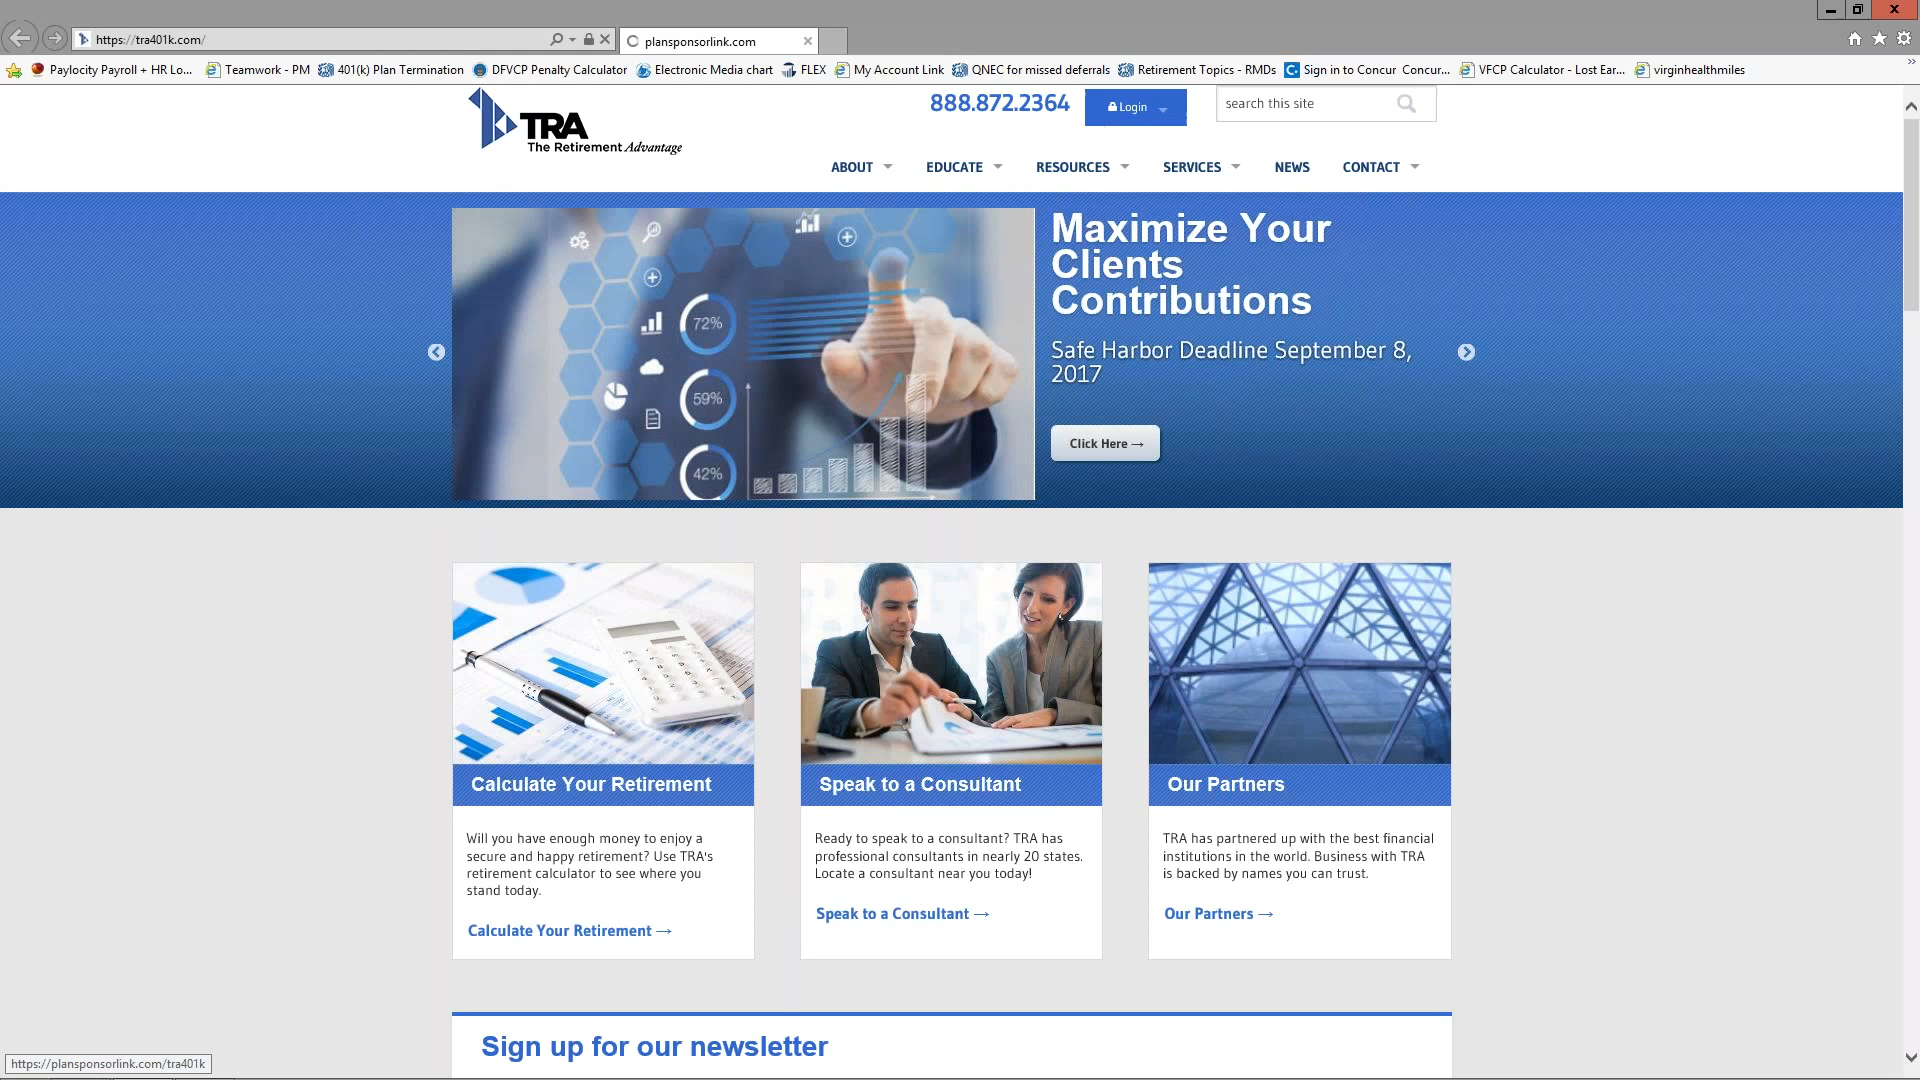 https://tra401k.com/
plansponsorlink.com
Paylocity Payroll + HR Lo...
Teamwork - PM
401(k) Plan Termination
DFVCP Penalty Calculator
Electronic Media chart
FLEX
My Account Link
QNEC for missed deferrals
Retirement Topics - RMDs
Sign in to Concur Concur...
VFCP Calculator - Lost Ear...
virginhealthmiles
TRA
The Retirement Advantage
888.872.2364
Login
search this site
ABOUT
EDUCATE
RESOURCES
SERVICES
NEWS
CONTACT
72%
59%
42%
Maximize Your
Clients
Contributions
Safe Harbor Deadline September 8,
2017
Click Here →
Calculate Your Retirement
Will you have enough money to enjoy a
secure and happy retirement? Use TRA's
retirement calculator to see where you
stand today.
Calculate Your Retirement →
Speak to a Consultant
Ready to speak to a consultant? TRA has
professional consultants in nearly 20 states.
Locate a consultant near you today!
Speak to a Consultant →
Our Partners
TRA has partnered up with the best financial
institutions in the world. Business with TRA
is backed by names you can trust.
Our Partners →
Sign up for our newsletter
https://plansponsorlink.com/tra401k